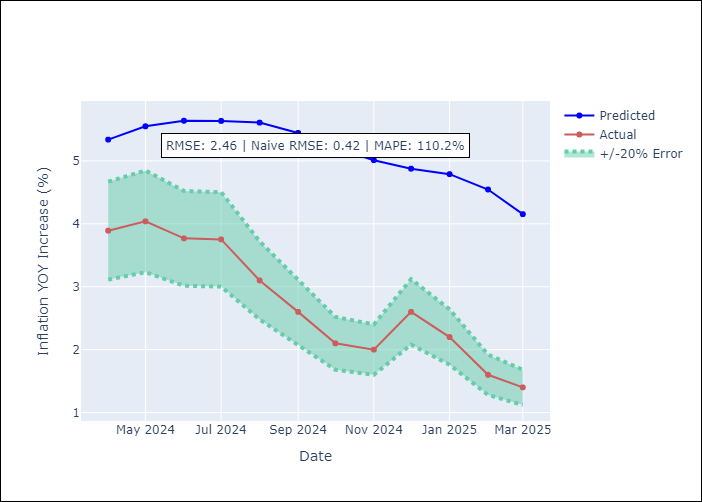 Predicted
Actual
+/-20% Error
RMSE: 2.46 | Naive RMSE: 0.42 | MAPE: 110.2%
Inflation YOY Increase (%)
5
4
3
2
1
May 2024
Jul 2024
Sep 2024
Nov 2024
Jan 2025
Mar 2025
Date